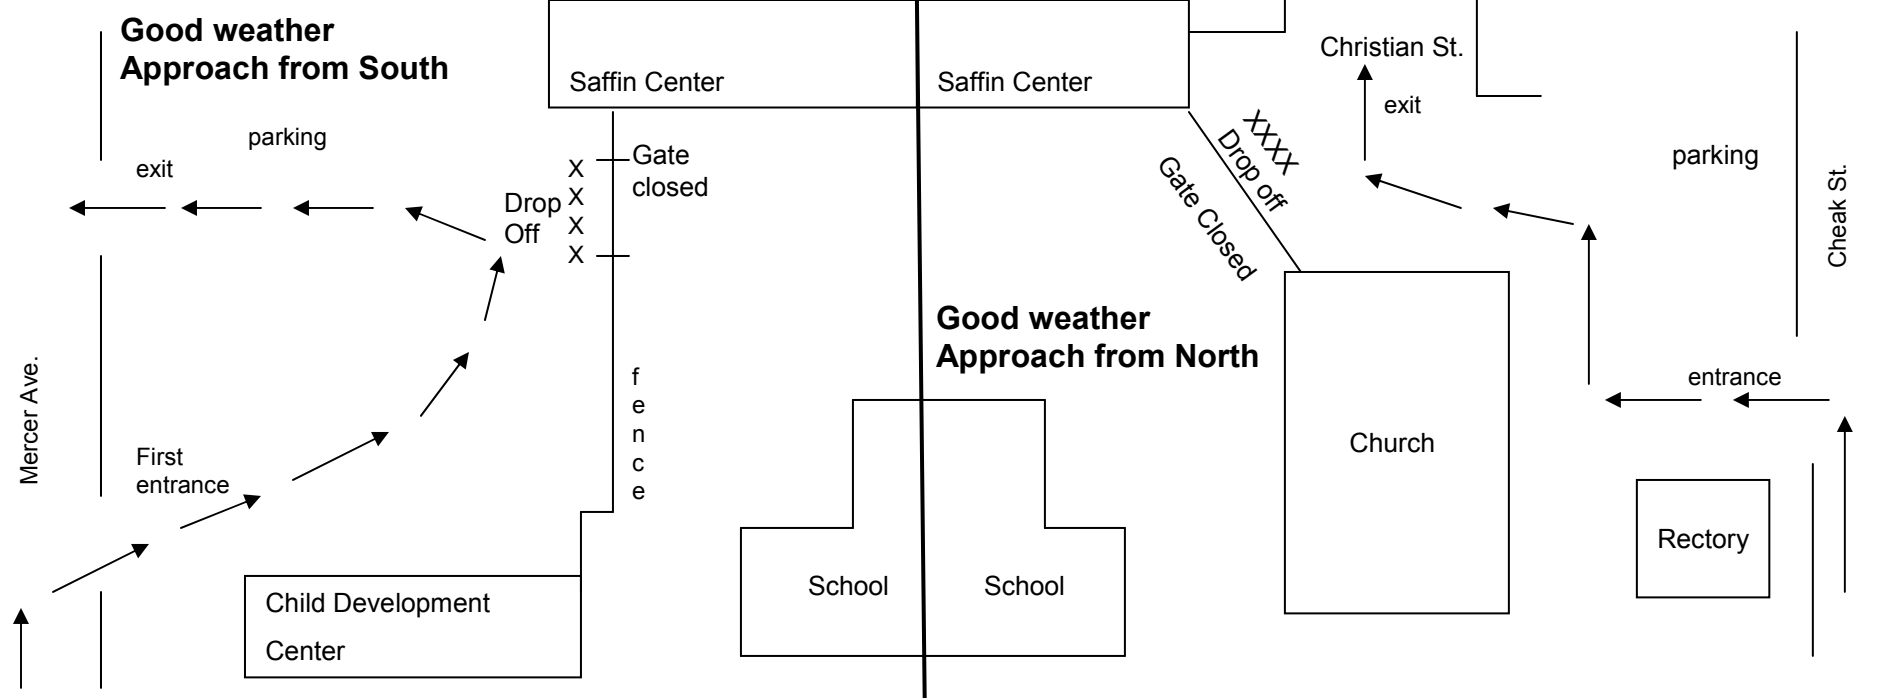 Good weather
Approach from South
Saffin Center
Saffin Center
Christian St.
exit
parking
exit
Gate
closed
X
X
X
X
Drop
Off
XXXX
Drop off
Gate Closed
parking
Cheak St.
Good weather
Approach from North
Mercer Ave.
First
entrance
f
e
n
c
e
entrance
Church
Rectory
School
School
Child Development
Center